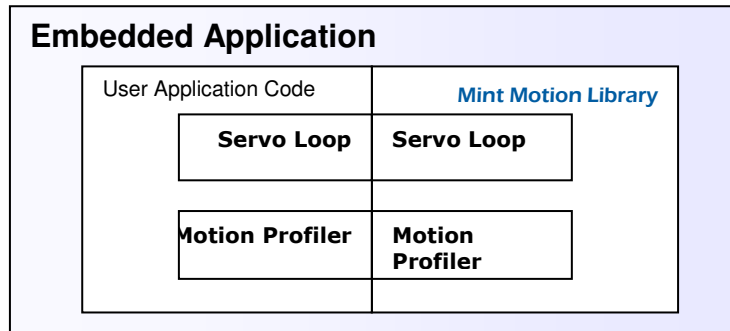 Embedded Application
User Application Code
Mint Motion Library
Servo Loop
Servo Loop
Motion Profiler
Motion
Profiler